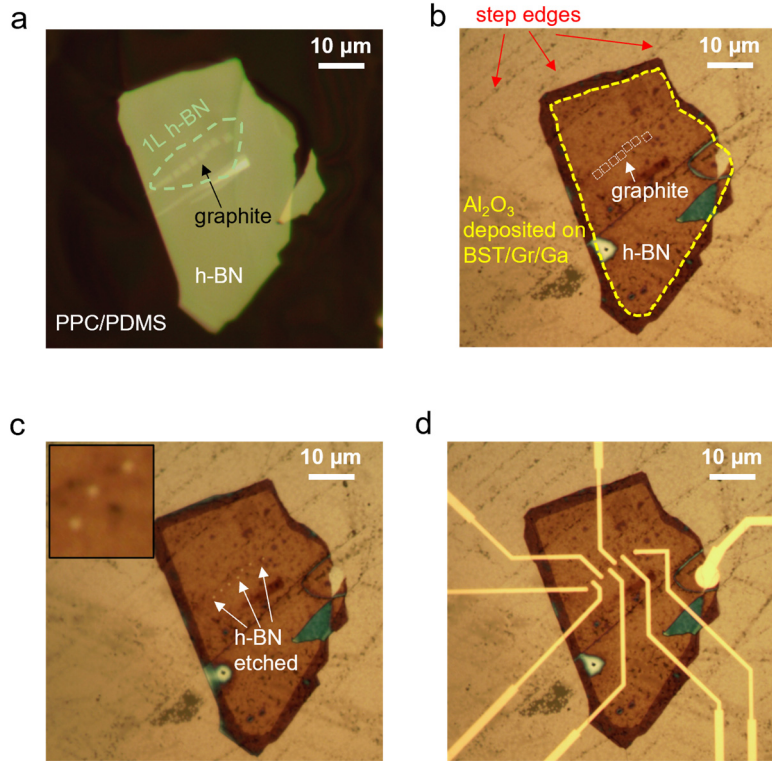 a
10 µm
1L h-BN
graphite
h-BN
PPC/PDMS
b
step edges
10 µm
graphite
Al₂O₃
deposited on
BST/Gr/Ga
h-BN
c
10 µm
h-BN
etched
d
10 µm